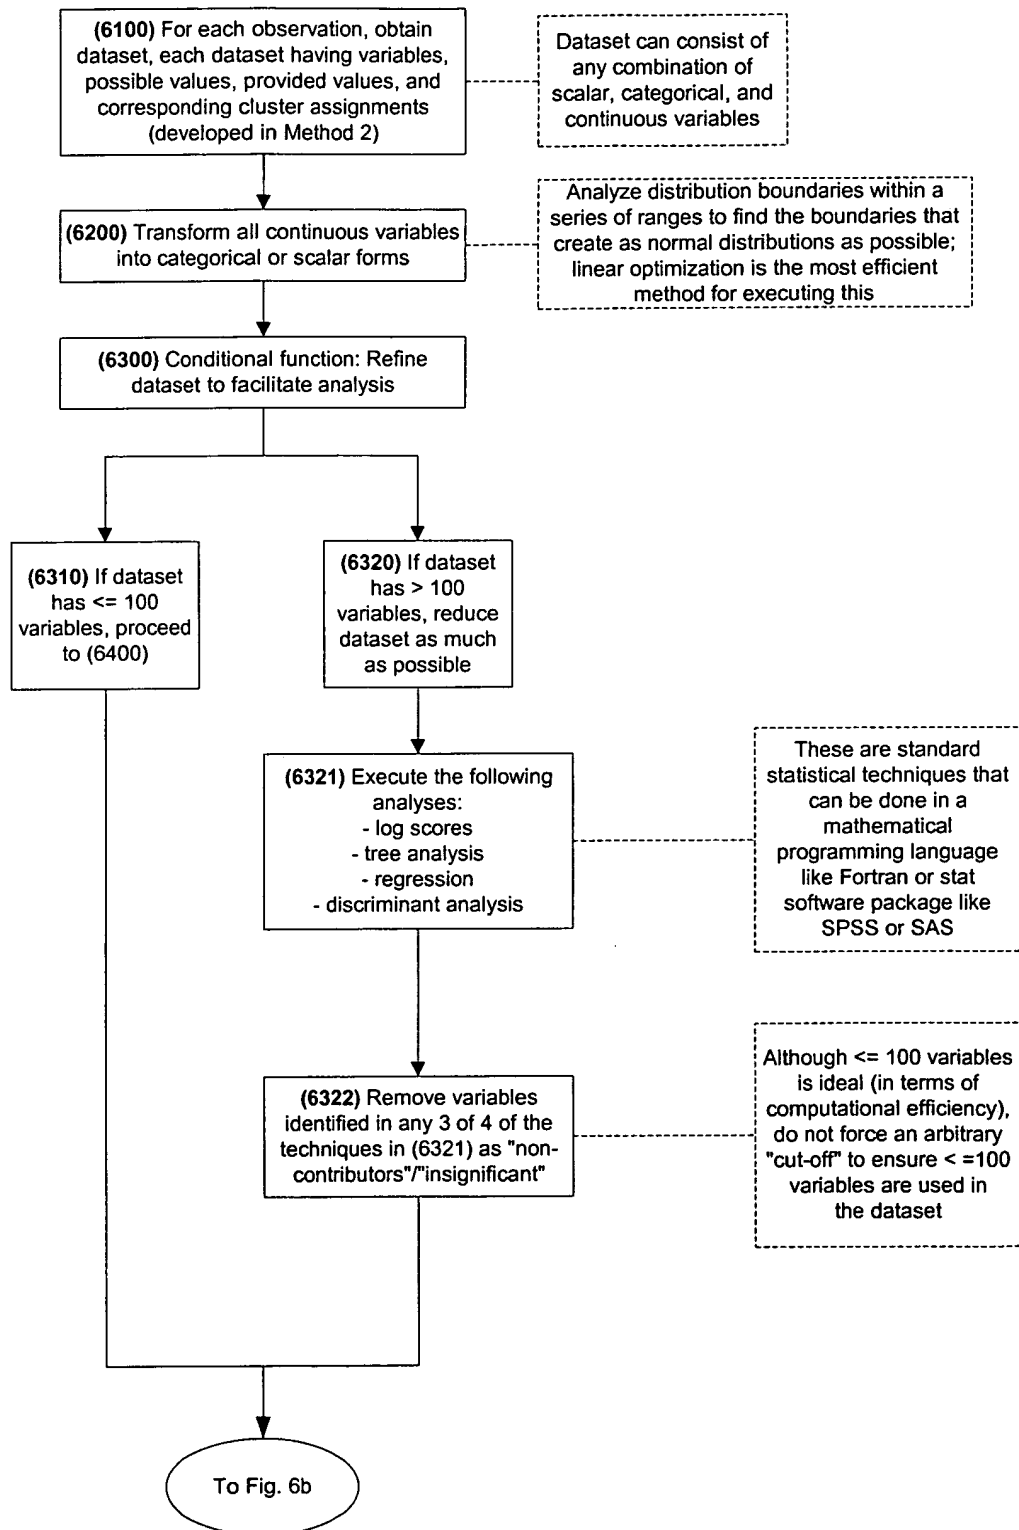 (6100) For each observation, obtain
dataset, each dataset having variables,
possible values, provided values, and
corresponding cluster assignments
(developed in Method 2)
Dataset can consist of
any combination of
scalar, categorical, and
continuous variables
(6200) Transform all continuous variables
into categorical or scalar forms
Analyze distribution boundaries within a
series of ranges to find the boundaries that
create as normal distributions as possible;
linear optimization is the most efficient
method for executing this
(6300) Conditional function: Refine
dataset to facilitate analysis
(6310) If dataset
has <= 100
variables, proceed
to (6400)
(6320) If dataset
has > 100
variables, reduce
dataset as much
as possible
(6321) Execute the following
analyses:
- log scores
- tree analysis
- regression
- discriminant analysis
These are standard
statistical techniques that
can be done in a
mathematical
programming language
like Fortran or stat
software package like
SPSS or SAS
(6322) Remove variables
identified in any 3 of 4 of the
techniques in (6321) as "non-
contributors"/"insignificant"
Although <= 100 variables
is ideal (in terms of
computational efficiency),
do not force an arbitrary
"cut-off" to ensure < =100
variables are used in
the dataset
To Fig. 6b